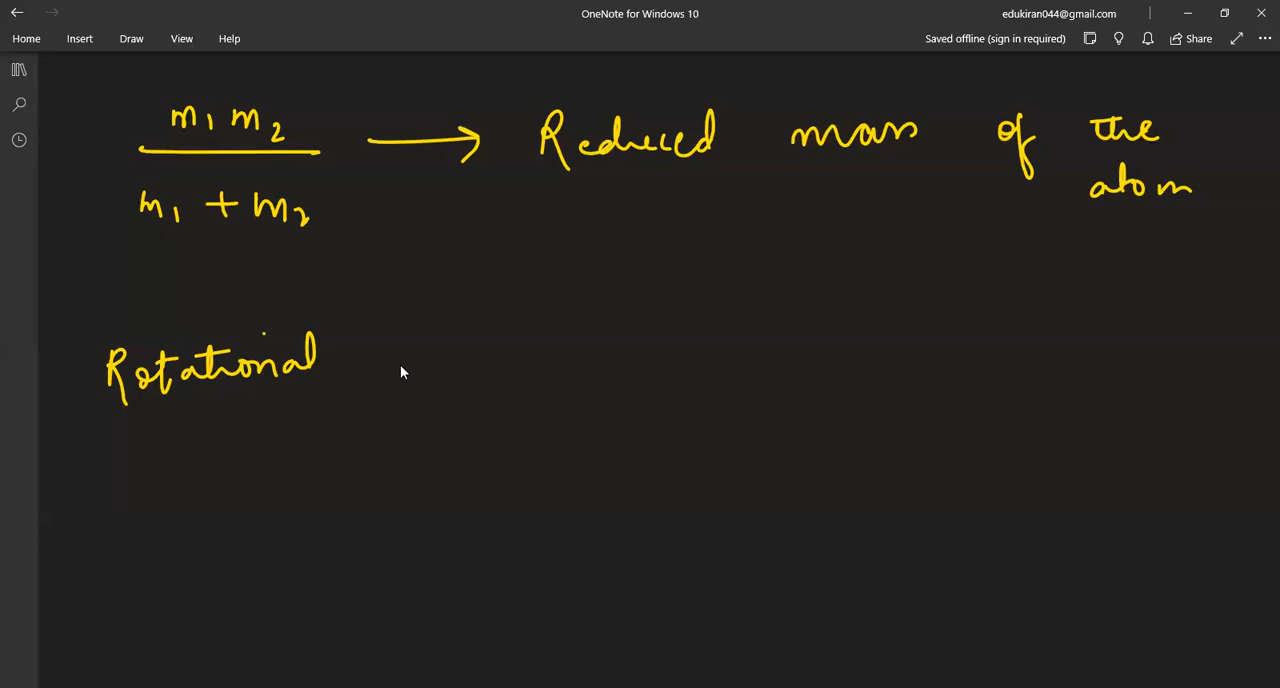 OneNote for Windows 10
edukiran044@gmail.com
Home Insert Draw View Help
Saved offline (sign in required) Share
m1 m2 → Reduced mass of the
m1 + m2 atom
Rotational